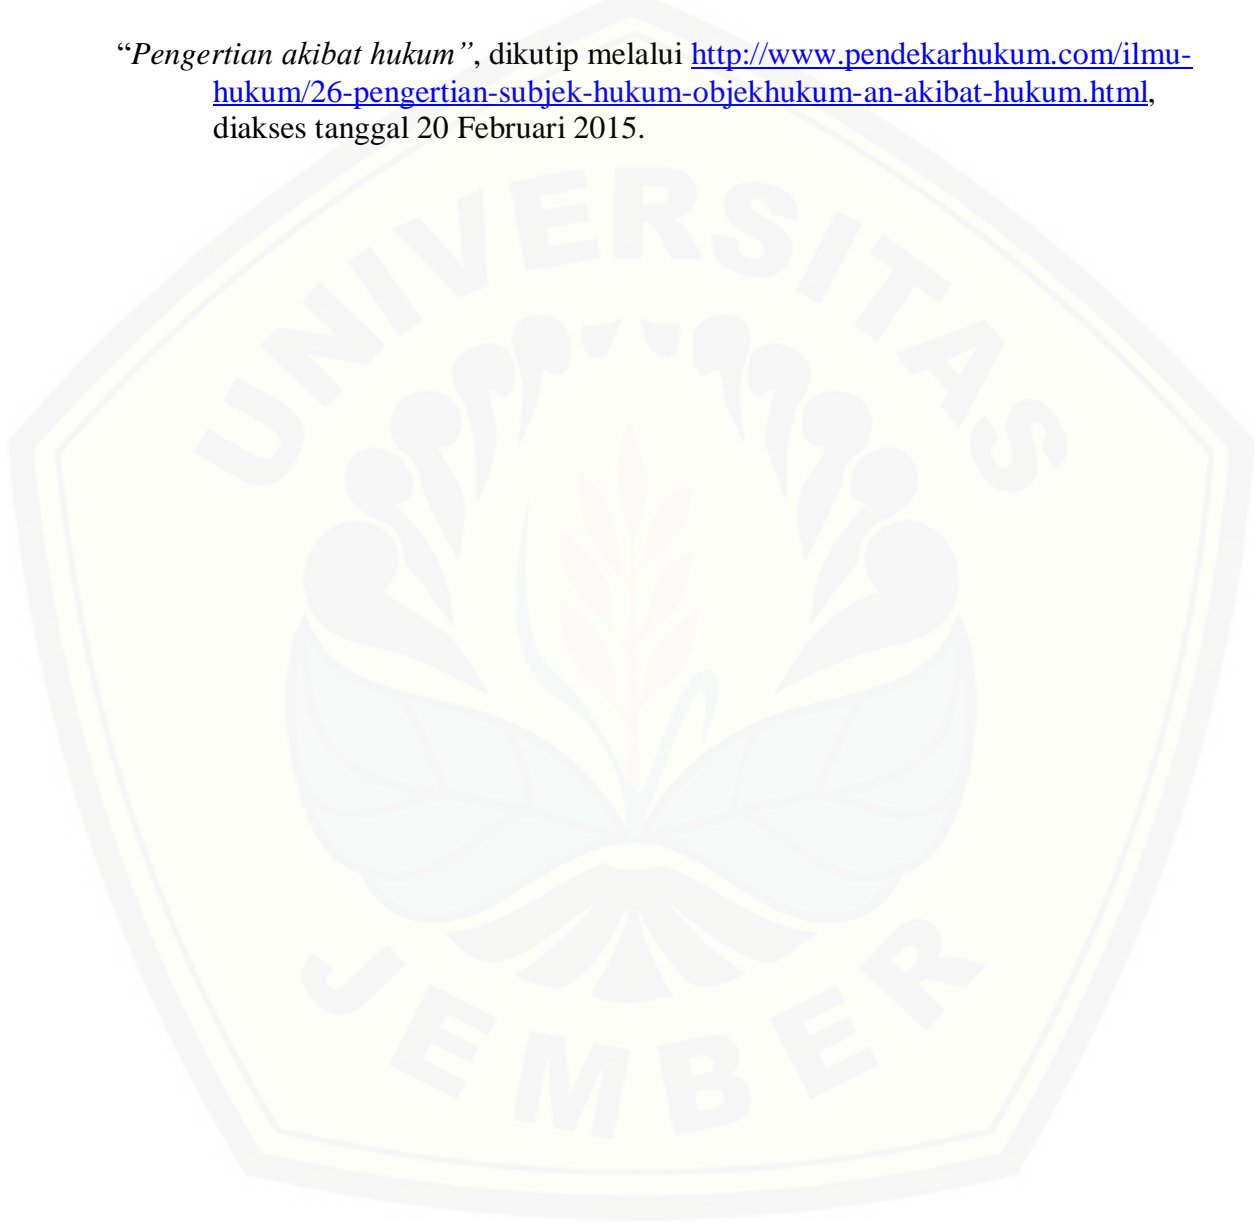 “Pengertian akibat hukum”, dikutip melalui http://www.pendekarhukum.com/ilmu-
hukum/26-pengertian-subjek-hukum-objekhukum-an-akibat-hukum.html,
diakses tanggal 20 Februari 2015.
UNIVERSITAS
JEMBER